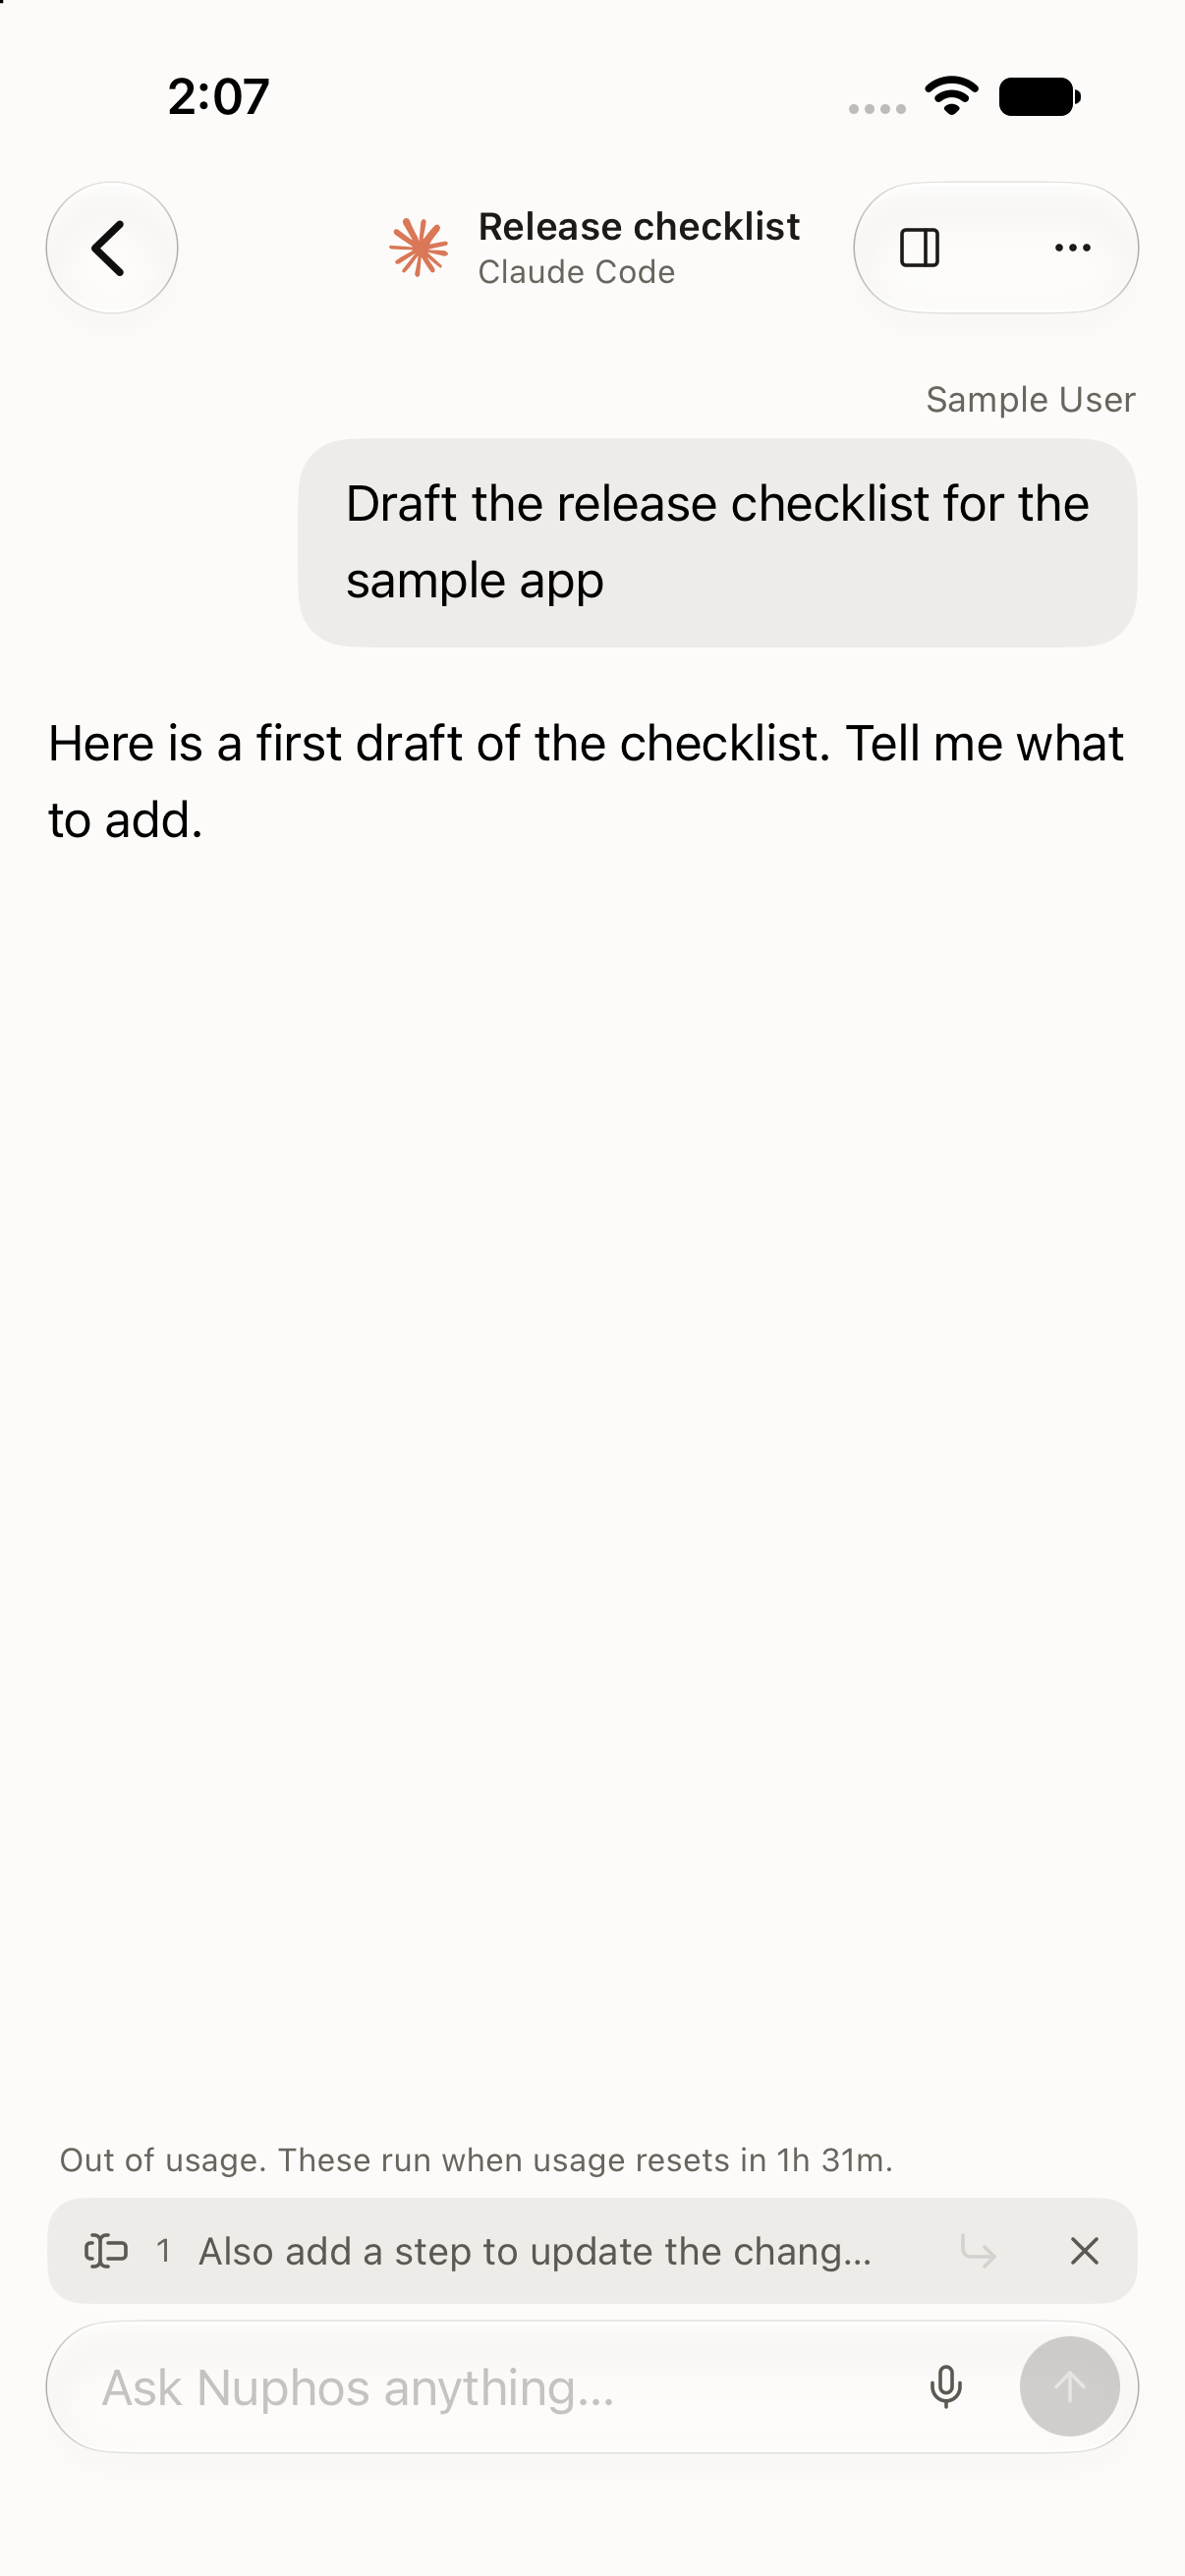 2:07
Release checklist
Claude Code
Sample User
Draft the release checklist for the
sample app
Here is a first draft of the checklist. Tell me what
to add.
Out of usage. These run when usage resets in 1h 31m.
1 Also add a step to update the chang...
Ask Nuphos anything...